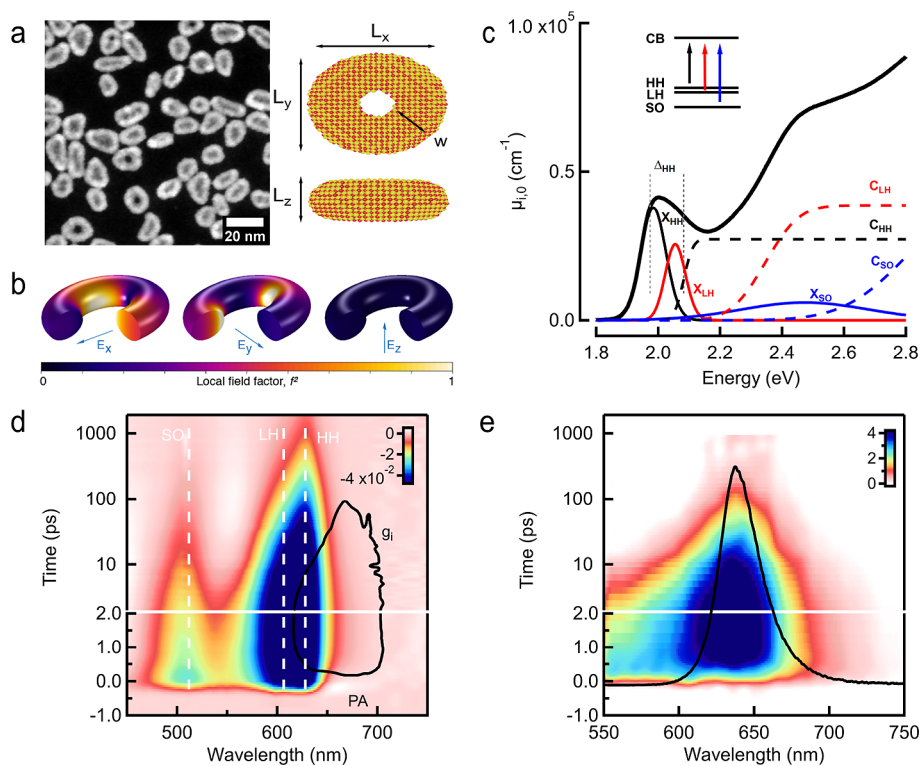 a
Lx
Ly
w
Lz
20 nm
b
Ex
Ey
Ez
0
Local field factor, f²
1
c
1.0 x10⁵
0.5
0.0
μi,0 (cm⁻¹)
CB
HH
LH
SO
ΔHH
XHH
XLH
XSO
CLH
CHH
CSO
1.8
2.0
2.2
2.4
2.6
2.8
Energy (eV)
d
1000
100
10
2.0
1.0
0.0
-1.0
Time (ps)
SO
LH
HH
0
-2
-4 x10⁻²
gi
PA
500
600
700
Wavelength (nm)
e
1000
100
10
2.0
1.0
0.0
-1.0
Time (ps)
4
2
0
550
600
650
700
750
Wavelength (nm)